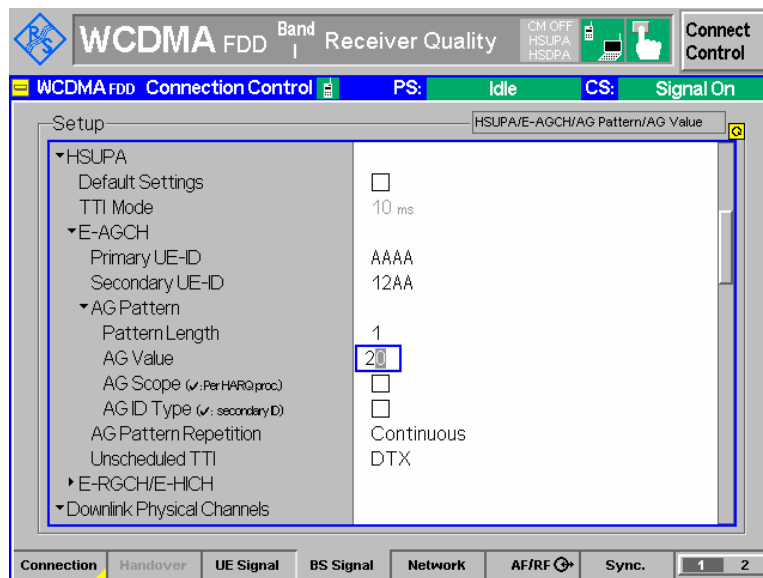 R&S WCDMA FDD Band I Receiver Quality CM OFF HSUPA HSDPA Connect Control
WCDMA FDD Connection Control PS: Idle CS: Signal On
Setup HSUPA/E-AGCH/AG Pattern/AG Value
HSUPA
Default Settings
TTI Mode 10 ms
E-AGCH
Primary UE-ID AAAA
Secondary UE-ID 12AA
AG Pattern
Pattern Length 1
AG Value 20
AG Scope (✓:Per HARQ proc.)
AG ID Type (✓: secondary ID)
AG Pattern Repetition Continuous
Unscheduled TTI DTX
E-RGCH/E-HICH
Downlink Physical Channels
Connection Handover UE Signal BS Signal Network AF/RF Sync. 1 2